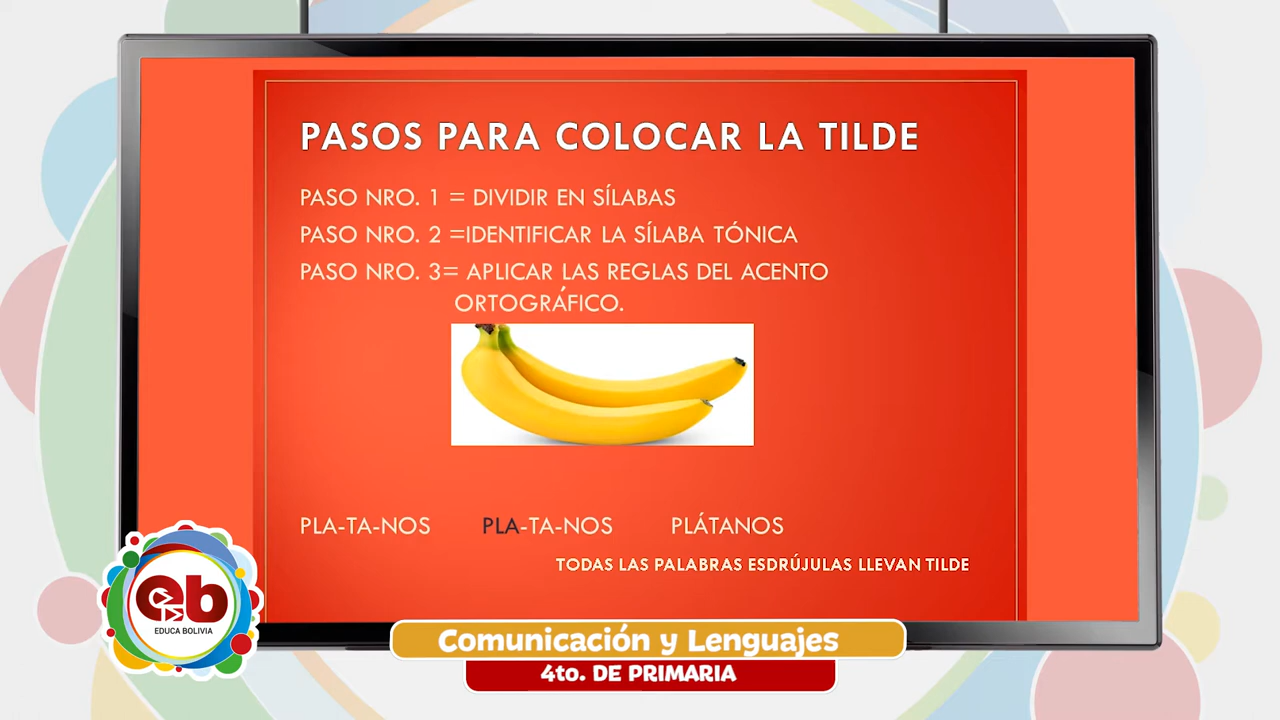 PASOS PARA COLOCAR LA TILDE
PASO NRO. 1 = DIVIDIR EN SÍLABAS
PASO NRO. 2 =IDENTIFICAR LA SÍLABA TÓNICA
PASO NRO. 3= APLICAR LAS REGLAS DEL ACENTO
ORTOGRÁFICO.
PLA-TA-NOS PLA-TA-NOS PLÁTANOS
TODAS LAS PALABRAS ESDRÚJULAS LLEVAN TILDE
eb
EDUCA BOLIVIA
Comunicación y Lenguajes
4to. DE PRIMARIA